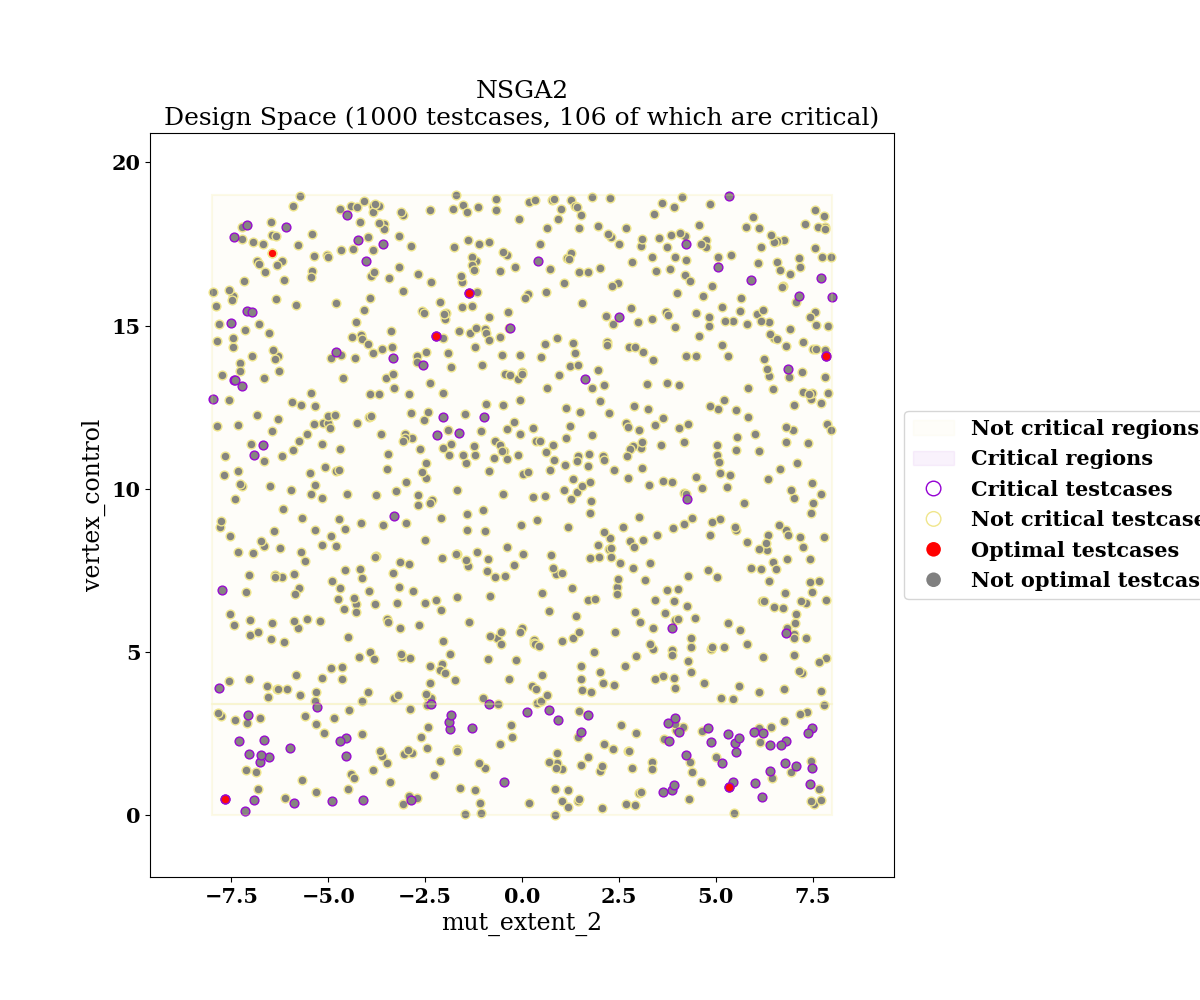 NSGA2
Design Space (1000 testcases, 106 of which are critical)
20
15
10
5
0
vertex_control
−7.5
−5.0
−2.5
0.0
2.5
5.0
7.5
mut_extent_2
Not critical regions
Critical regions
Critical testcases
Not critical testcase
Optimal testcases
Not optimal testcas